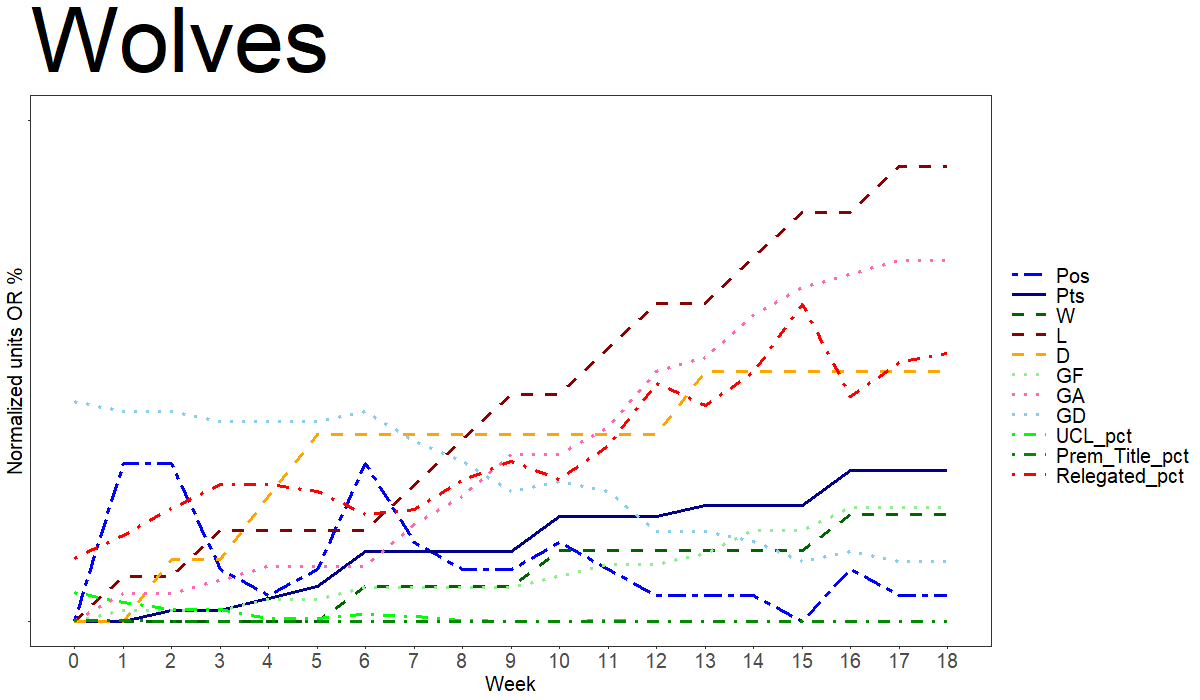 Wolves
Normalized units OR %
Pos
Pts
W
L
D
GF
GA
GD
UCL_pct
Prem_Title_pct
Relegated_pct
0 1 2 3 4 5 6 7 8 9 10 11 12 13 14 15 16 17 18
Week